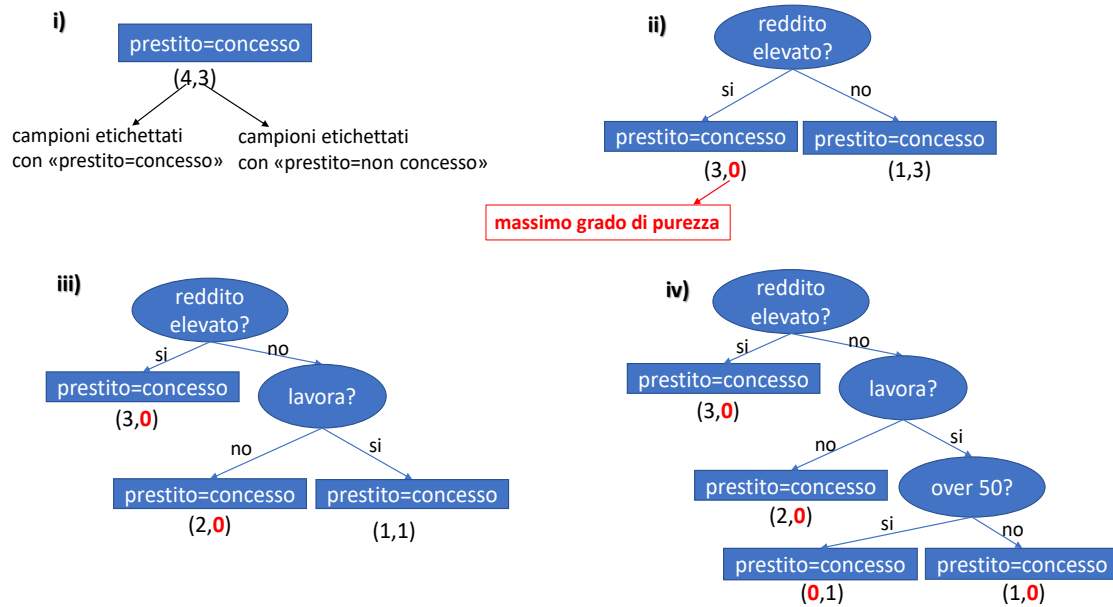 i)
prestito=concesso
(4,3)
campioni etichettati
con «prestito=concesso»
campioni etichettati
con «prestito=non concesso»
ii)
reddito
elevato?
si
no
prestito=concesso
prestito=concesso
(3,0)
(1,3)
massimo grado di purezza
iii)
reddito
elevato?
si
no
prestito=concesso
lavora?
(3,0)
no
si
prestito=concesso
prestito=concesso
(2,0)
(1,1)
iv)
reddito
elevato?
si
no
prestito=concesso
lavora?
(3,0)
no
si
prestito=concesso
over 50?
(2,0)
si
no
prestito=concesso
prestito=concesso
(0,1)
(1,0)